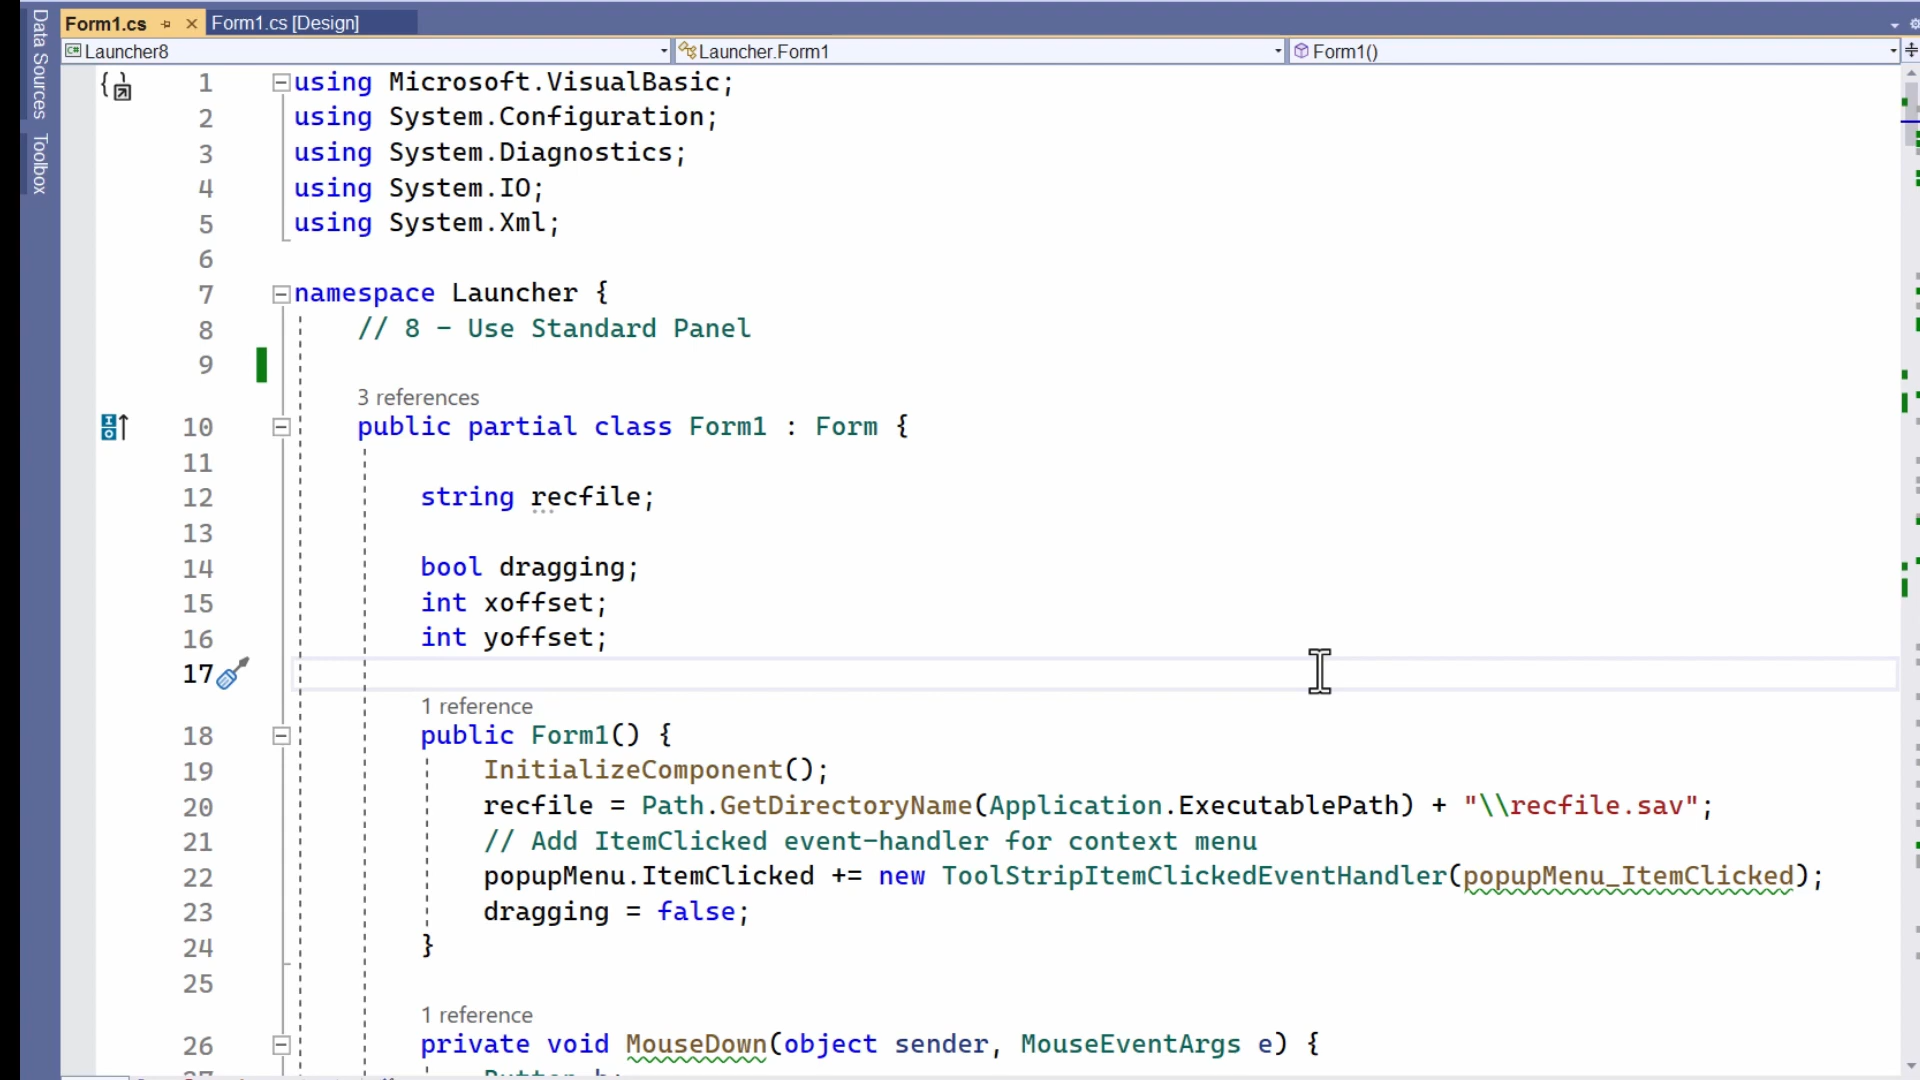 Data Sources
Toolbox
Form1.cs
Form1.cs [Design]
Launcher8
Launcher.Form1
Form1()
1 using Microsoft.VisualBasic;
2 using System.Configuration;
3 using System.Diagnostics;
4 using System.IO;
5 using System.Xml;
6
7 namespace Launcher {
8 // 8 - Use Standard Panel
9
3 references
10 public partial class Form1 : Form {
11
12 string recfile;
13
14 bool dragging;
15 int xoffset;
16 int yoffset;
17
1 reference
18 public Form1() {
19 InitializeComponent();
20 recfile = Path.GetDirectoryName(Application.ExecutablePath) + "\\recfile.sav";
21 // Add ItemClicked event-handler for context menu
22 popupMenu.ItemClicked += new ToolStripItemClickedEventHandler(popupMenu_ItemClicked);
23 dragging = false;
24 }
25
1 reference
26 private void MouseDown(object sender, MouseEventArgs e) {